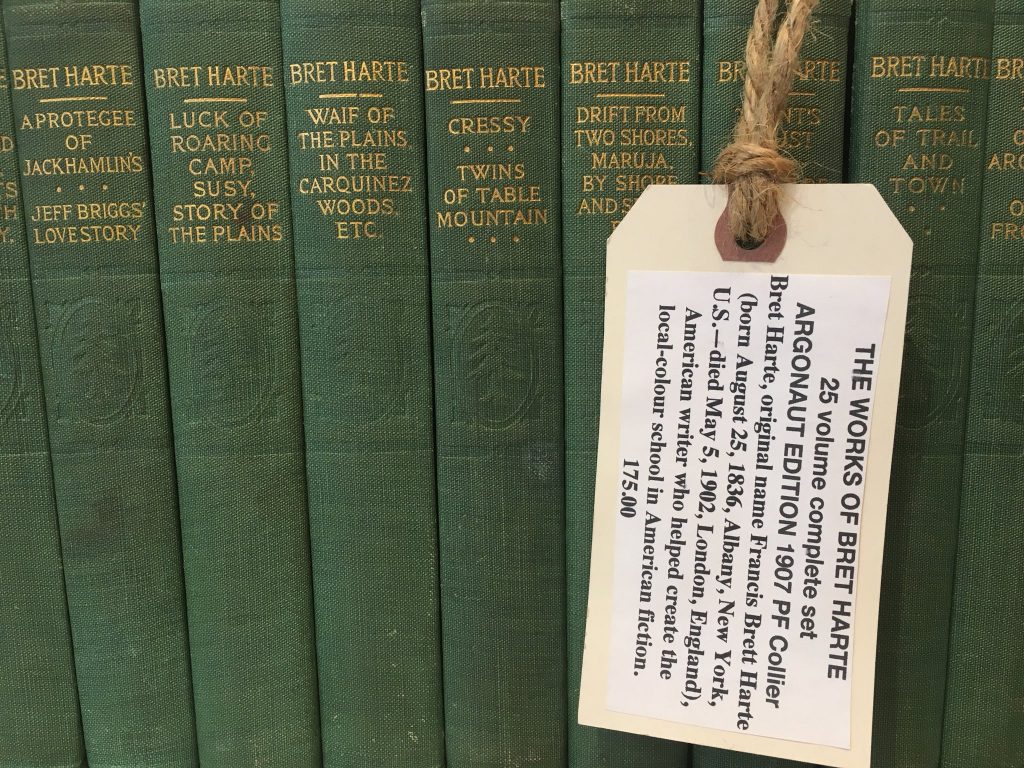 BRET HARTE
A PROTEGEE
OF
JACK HAMLIN'S
JEFF BRIGGS'
LOVE STORY
BRET HARTE
LUCK OF
ROARING
CAMP,
SUSY,
STORY OF
THE PLAINS
BRET HARTE
WAIF OF
THE PLAINS,
IN THE
CARQUINEZ
WOODS,
ETC.
BRET HARTE
CRESSY
TWINS
OF TABLE
MOUNTAIN
BRET HARTE
DRIFT FROM
TWO SHORES,
MARUJA,
BY SHORE
AND
BRET HARTE
TALES
OF TRAIL
AND
TOWN
THE WORKS OF BRET HARTE
25 volume complete set
ARGONAUT EDITION 1907 PF Collier
Bret Harte, original name Francis Brett Harte
(born August 25, 1836, Albany, New York,
U.S.—died May 5, 1902, London, England),
American writer who helped create the
local-colour school in American fiction.
175.00